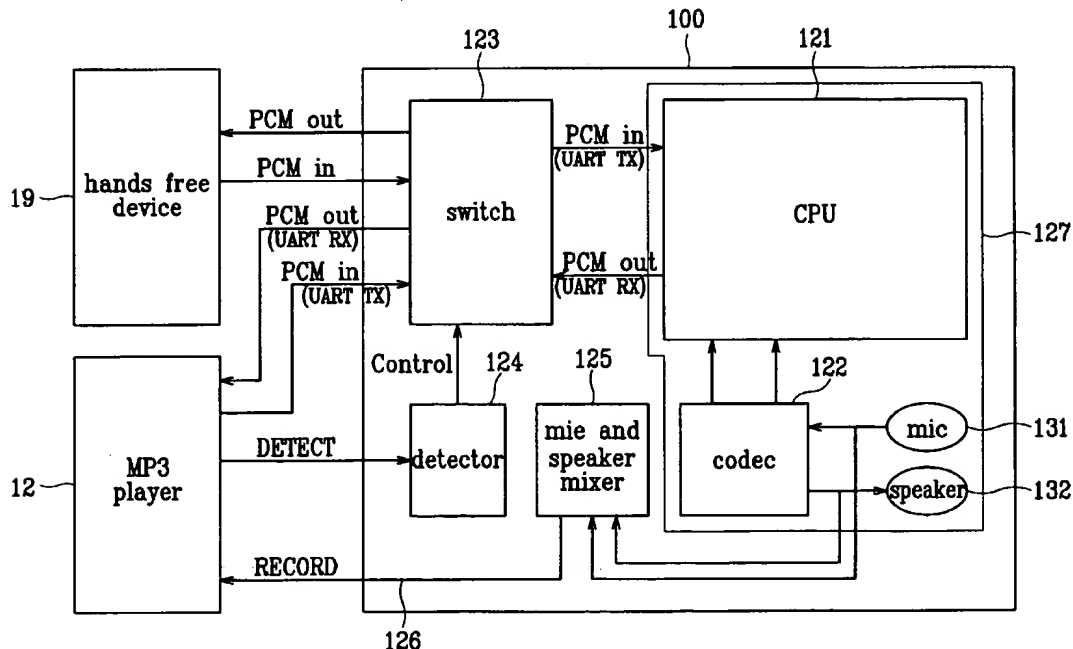 100
123
121
PCM out
PCM in
(UART TX)
PCM in
19
hands free
device
switch
CPU
PCM out
(UART RX)
127
PCM in
(UART TX)
PCM out
(UART RX)
Control
124
125
122
DETECT
detector
mie and
speaker
mixer
codec
mic
131
12
MP3
player
speaker
132
RECORD
126